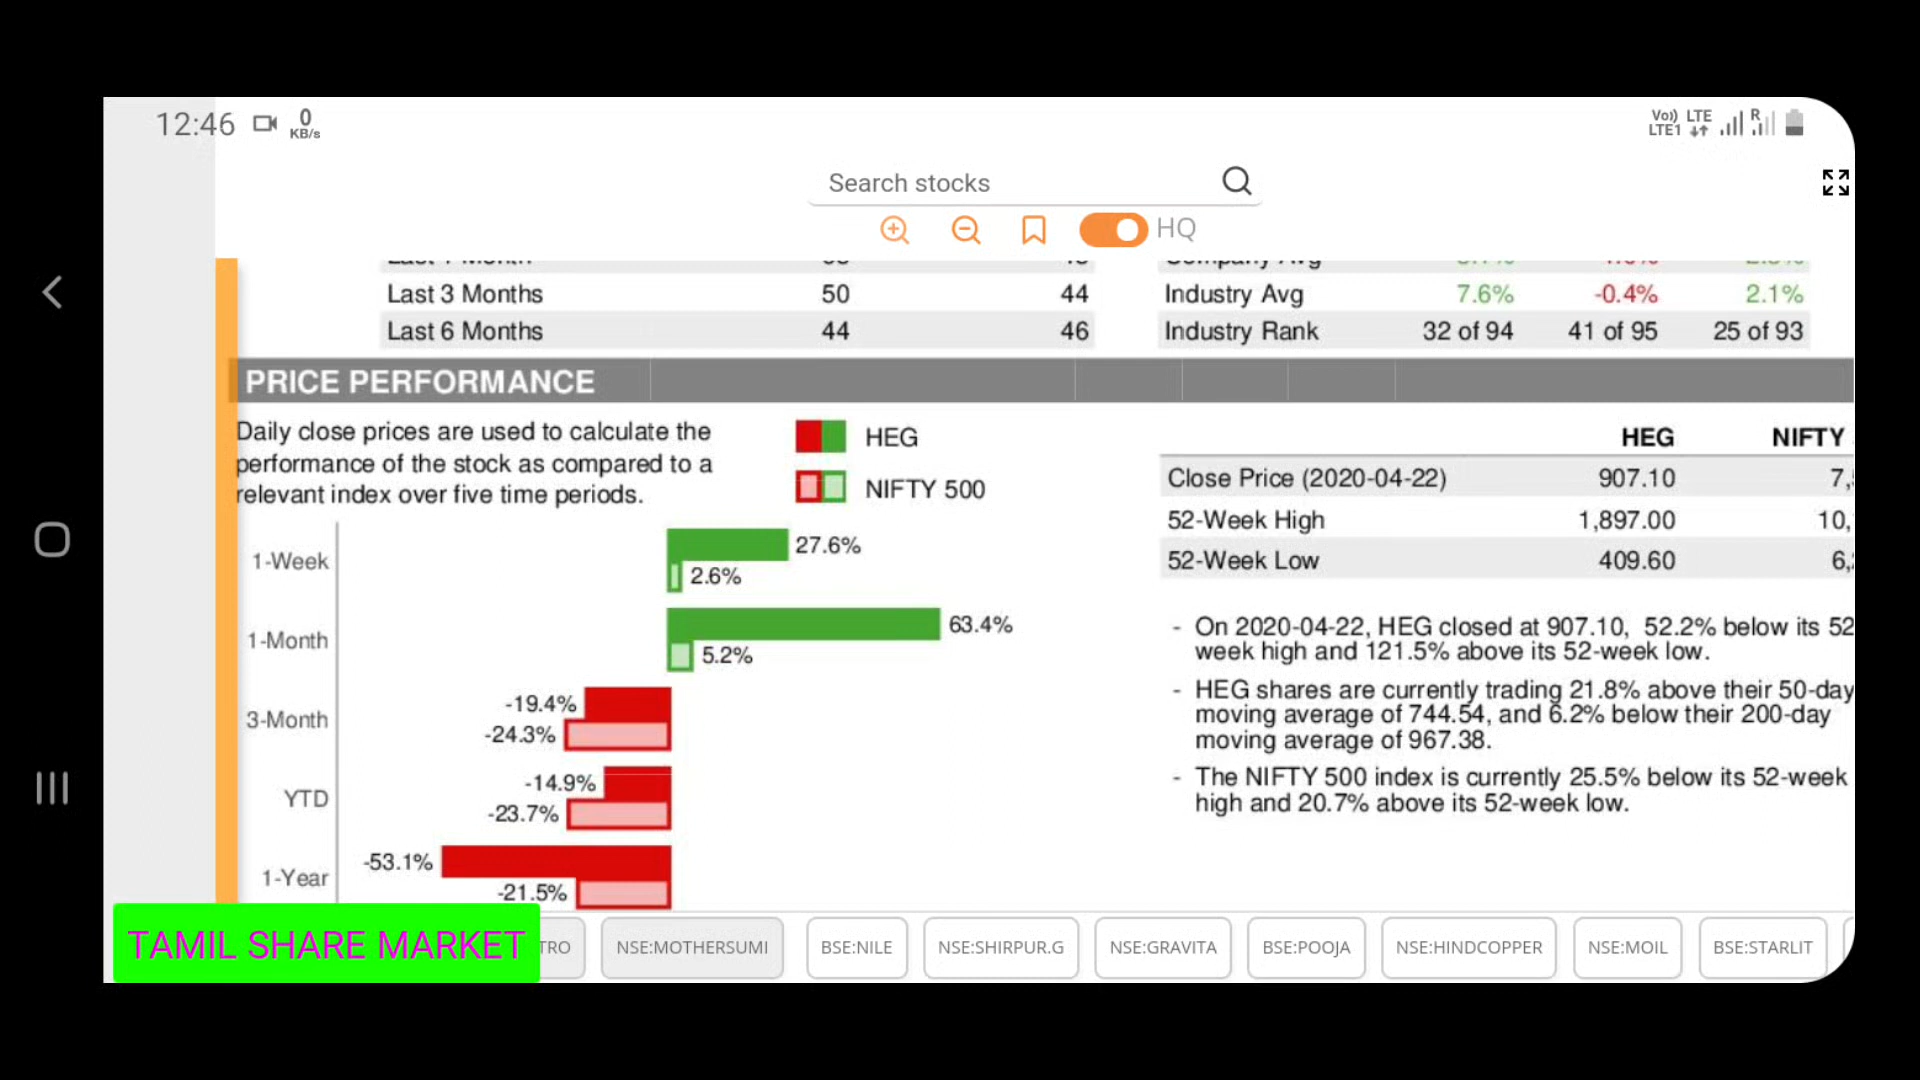 12:46
0
KB/s
Vo)) LTE
LTE1
R
Search stocks
HQ
Last 3 Months 50 44
Last 6 Months 44 46
Industry Avg 7.6% -0.4% 2.1%
Industry Rank 32 of 94 41 of 95 25 of 93
PRICE PERFORMANCE
Daily close prices are used to calculate the
performance of the stock as compared to a
relevant index over five time periods.
HEG
NIFTY 500
1-Week 27.6%
2.6%
1-Month 63.4%
5.2%
3-Month -19.4%
-24.3%
YTD -14.9%
-23.7%
1-Year -53.1%
-21.5%
HEG NIFTY
Close Price (2020-04-22) 907.10 7,
52-Week High 1,897.00 10,
52-Week Low 409.60 6,
- On 2020-04-22, HEG closed at 907.10, 52.2% below its 52
week high and 121.5% above its 52-week low.
- HEG shares are currently trading 21.8% above their 50-day
moving average of 744.54, and 6.2% below their 200-day
moving average of 967.38.
- The NIFTY 500 index is currently 25.5% below its 52-week
high and 20.7% above its 52-week low.
TAMIL SHARE MARKET
TRO NSE:MOTHERSUMI BSE:NILE NSE:SHIRPUR.G NSE:GRAVITA BSE:POOJA NSE:HINDCOPPER NSE:MOIL BSE:STARLIT